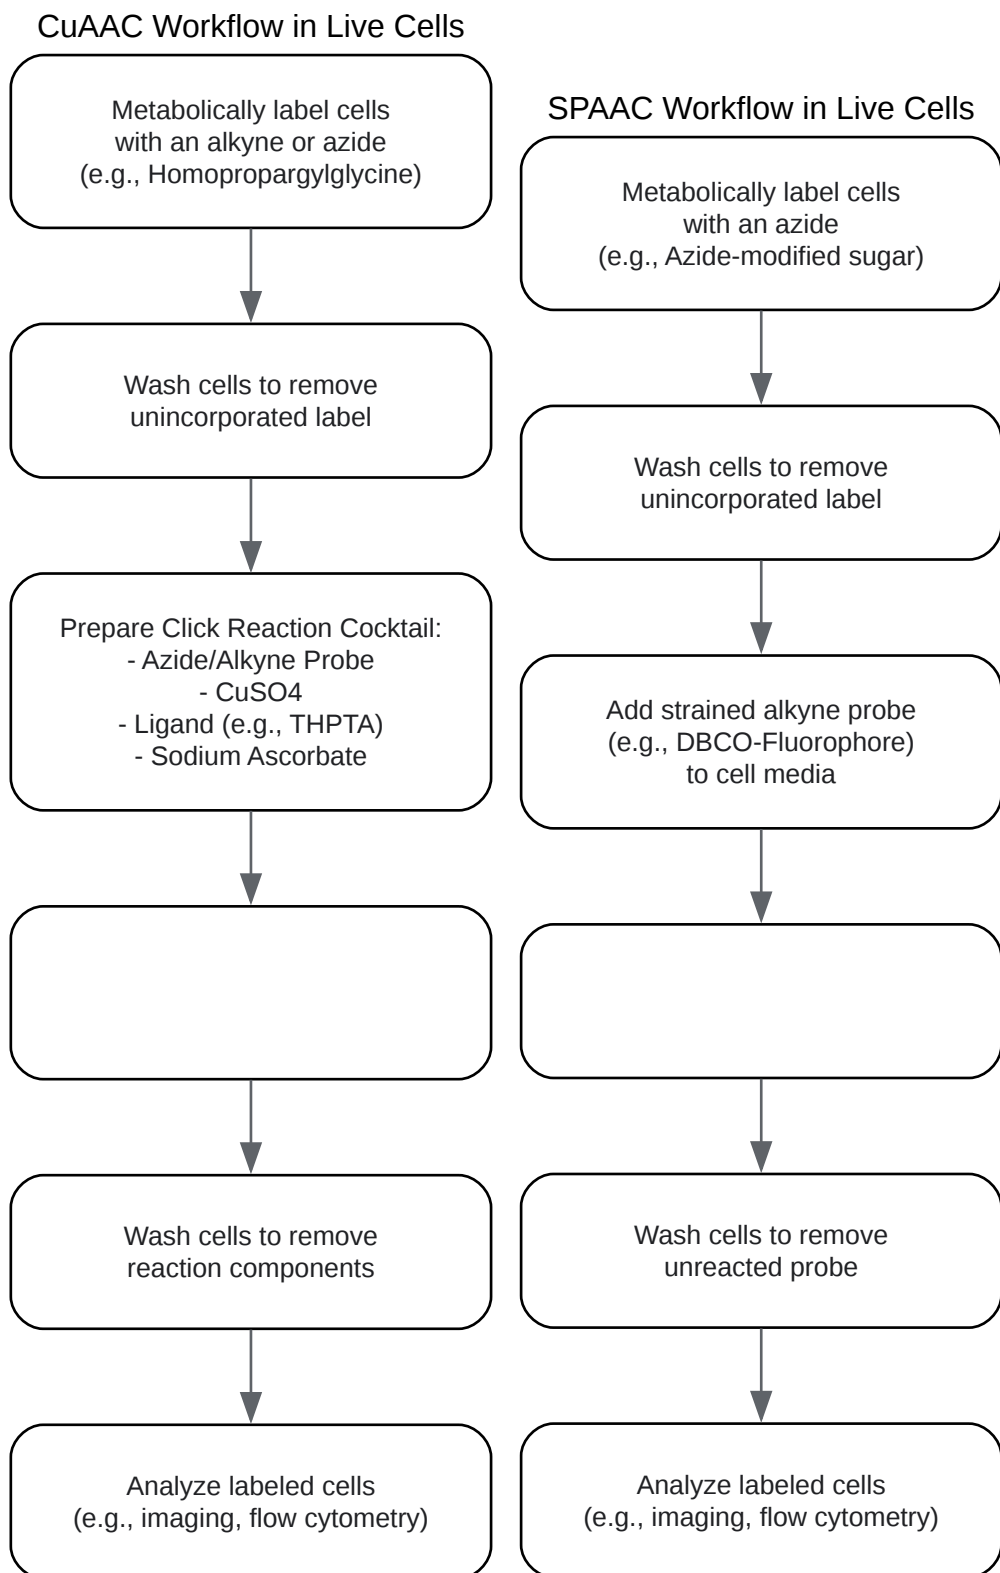 CuAAC Workflow in Live Cells
Metabolically label cells
with an alkyne or azide
(e.g., Homopropargylglycine)
Wash cells to remove
unincorporated label
Prepare Click Reaction Cocktail:
- Azide/Alkyne Probe
- CuSO4
- Ligand (e.g., THPTA)
- Sodium Ascorbate
Wash cells to remove
reaction components
Analyze labeled cells
(e.g., imaging, flow cytometry)
SPAAC Workflow in Live Cells
Metabolically label cells
with an azide
(e.g., Azide-modified sugar)
Wash cells to remove
unincorporated label
Add strained alkyne probe
(e.g., DBCO-Fluorophore)
to cell media
Wash cells to remove
unreacted probe
Analyze labeled cells
(e.g., imaging, flow cytometry)